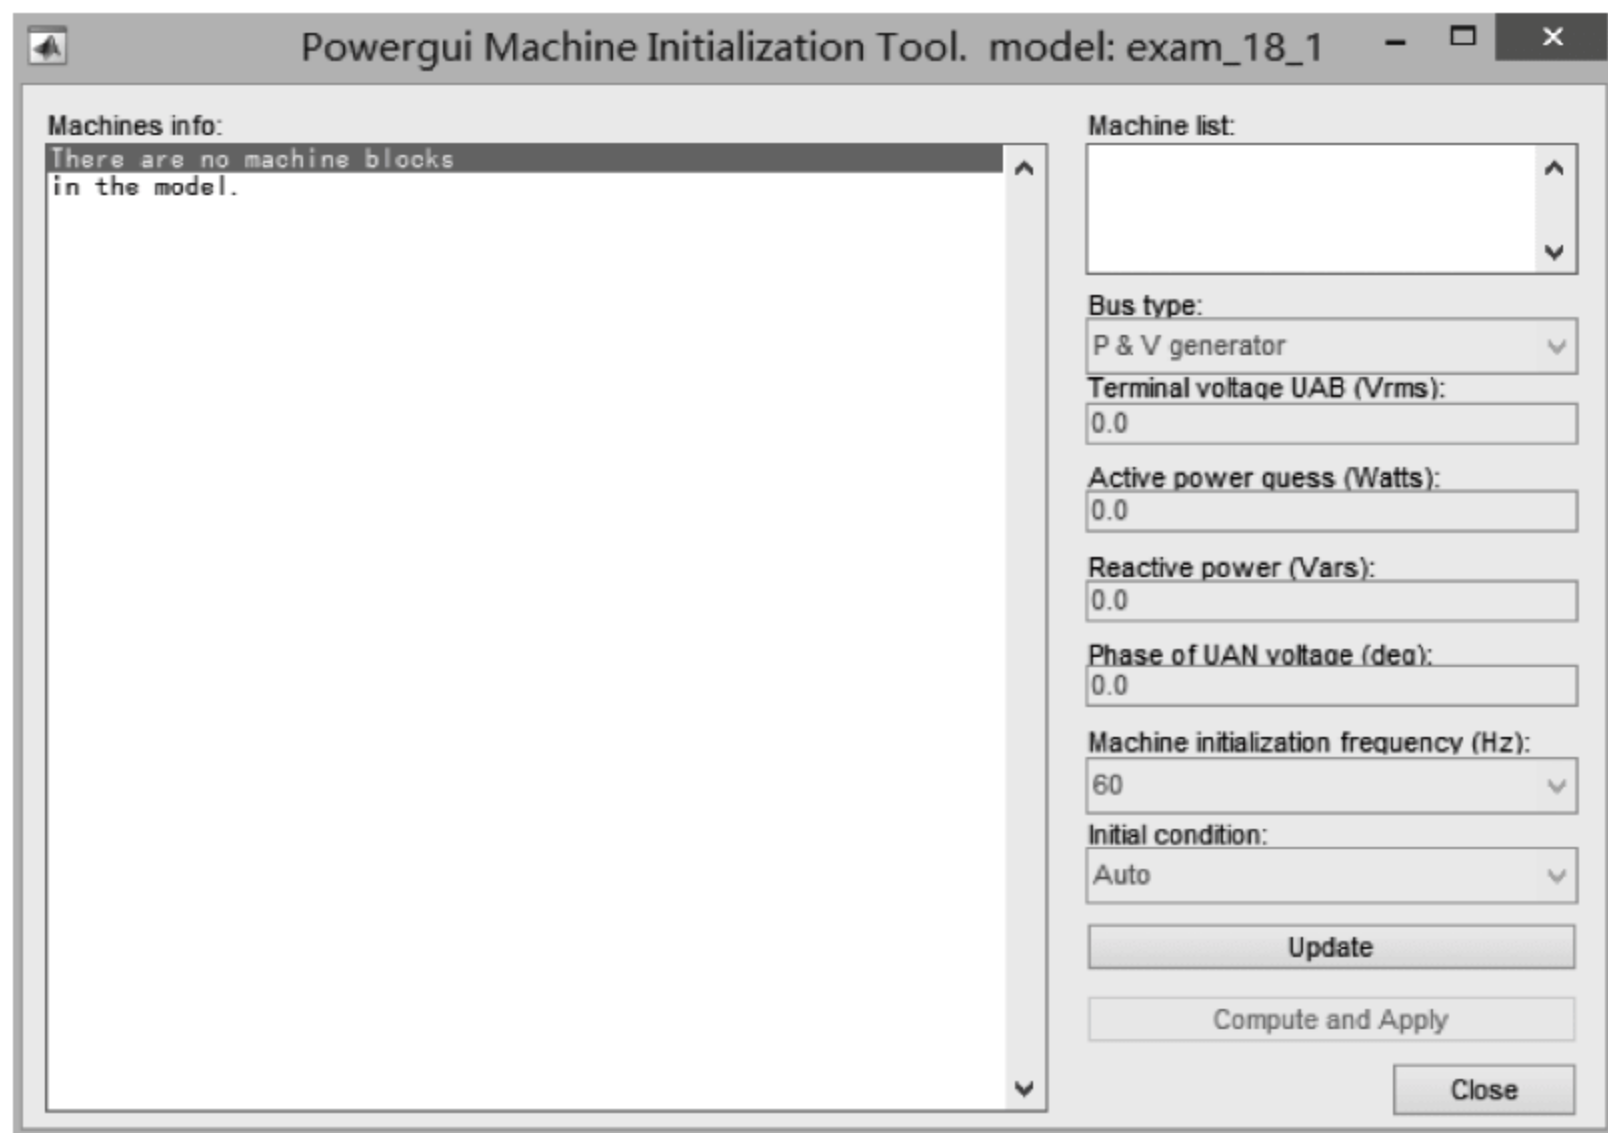 Powergui Machine Initialization Tool.  model: exam_18_1
Machines info:
There are no machine blocks
in the model.
Machine list:
Bus type:
P & V generator
Terminal voltage UAB (Vrms):
0.0
Active power guess (Watts):
0.0
Reactive power (Vars):
0.0
Phase of UAN voltage (deg):
0.0
Machine initialization frequency (Hz):
60
Initial condition:
Auto
Update
Compute and Apply
Close